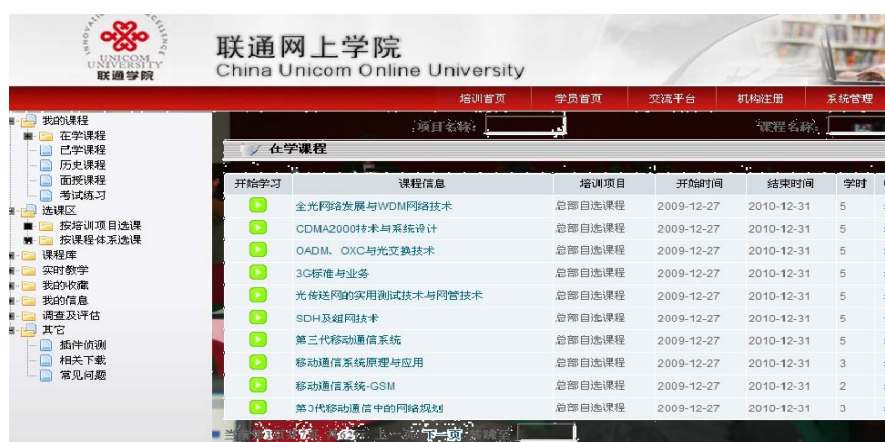 UNICOM
UNIVERSITY
联通学院
联通网上学院
China Unicom Online University
培训首页 学员首页 交流平台 机构注册 系统管理
我的课程
在学课程
已学课程
历史课程
面授课程
考试练习
选课区
按培训项目选课
按课程体系选课
课程库
实时教学
我的收藏
我的信息
调查及评估
其它
插件侦测
相关下载
常见问题
项目名称: 课程名称:
在学课程
开始学习 课程信息 培训项目 开始时间 结束时间 学时
全光网络发展与WDM网络技术 总部自选课程 2009-12-27 2010-12-31 5
CDMA2000技术与系统设计 总部自选课程 2009-12-27 2010-12-31 5
OADM、OXC与光交换技术 总部自选课程 2009-12-27 2010-12-31 5
3G标准与业务 总部自选课程 2009-12-27 2010-12-31 5
光传送网的实用测试技术与网管技术 总部自选课程 2009-12-27 2010-12-31 5
SDH及组网技术 总部自选课程 2009-12-27 2010-12-31 5
第三代移动通信系统 总部自选课程 2009-12-27 2010-12-31 5
移动通信系统原理与应用 总部自选课程 2009-12-27 2010-12-31 3
移动通信系统-GSM 总部自选课程 2009-12-27 2010-12-31 2
第3代移动通信中的网络规划 总部自选课程 2009-12-27 2010-12-31 3
下一页